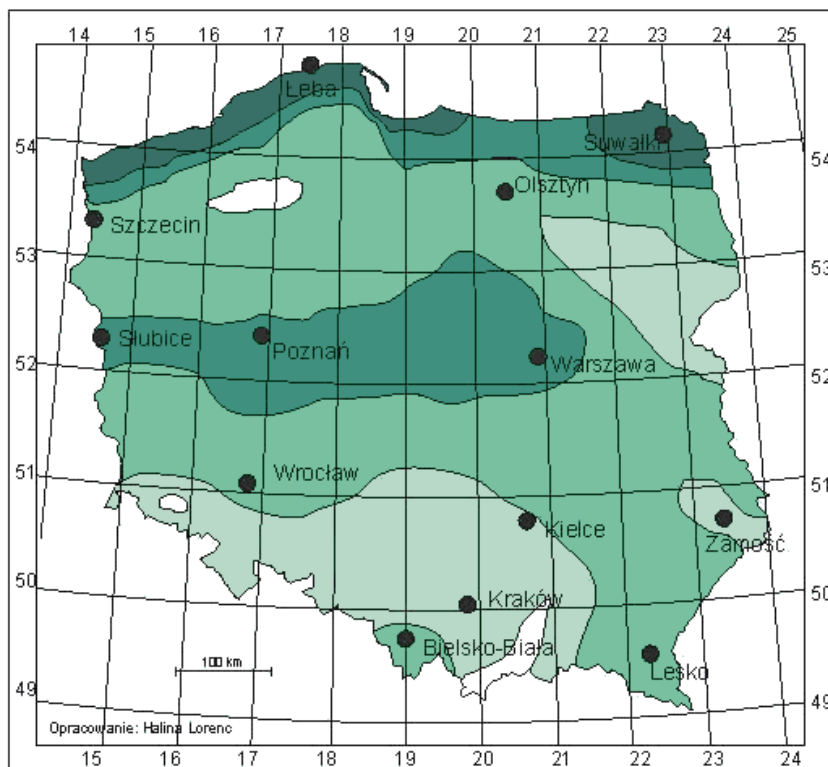 14 15 16 17 18 19 20 21 22 23 24 25
Łeba
Suwałki
54 54
Olsztyn
Szczecin
53 53
Słubice
Poznań
Warszawa
52 52
Wrocław
51 51
Kielce
Zamość
50 50
Kraków
Bielsko-Biała
Lesko
100 km
49 49
Opracowanie: Halina Lorenc
15 16 17 18 19 20 21 22 23 24